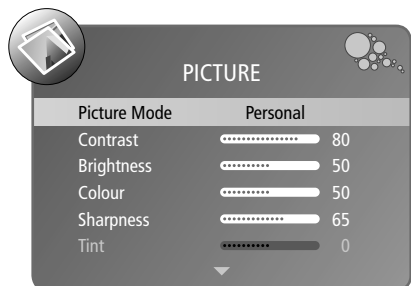 PICTURE
Picture Mode Personal
Contrast 80
Brightness 50
Colour 50
Sharpness 65
Tint 0